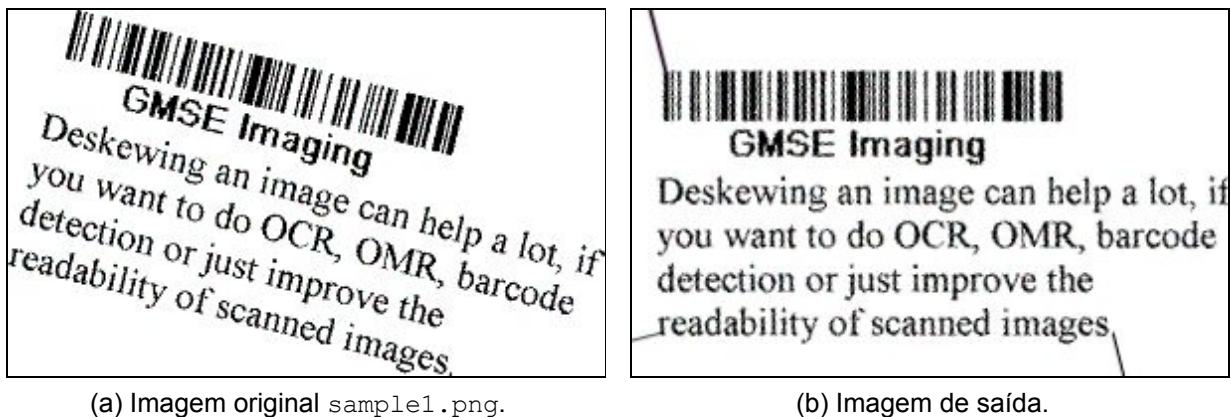 GMSE Imaging
Deskewing an image can help a lot, if
you want to do OCR, OMR, barcode
detection or just improve the
readability of scanned images.
(a) Imagem original sample1.png.
GMSE Imaging
Deskewing an image can help a lot, if
you want to do OCR, OMR, barcode
detection or just improve the
readability of scanned images.
(b) Imagem de saída.